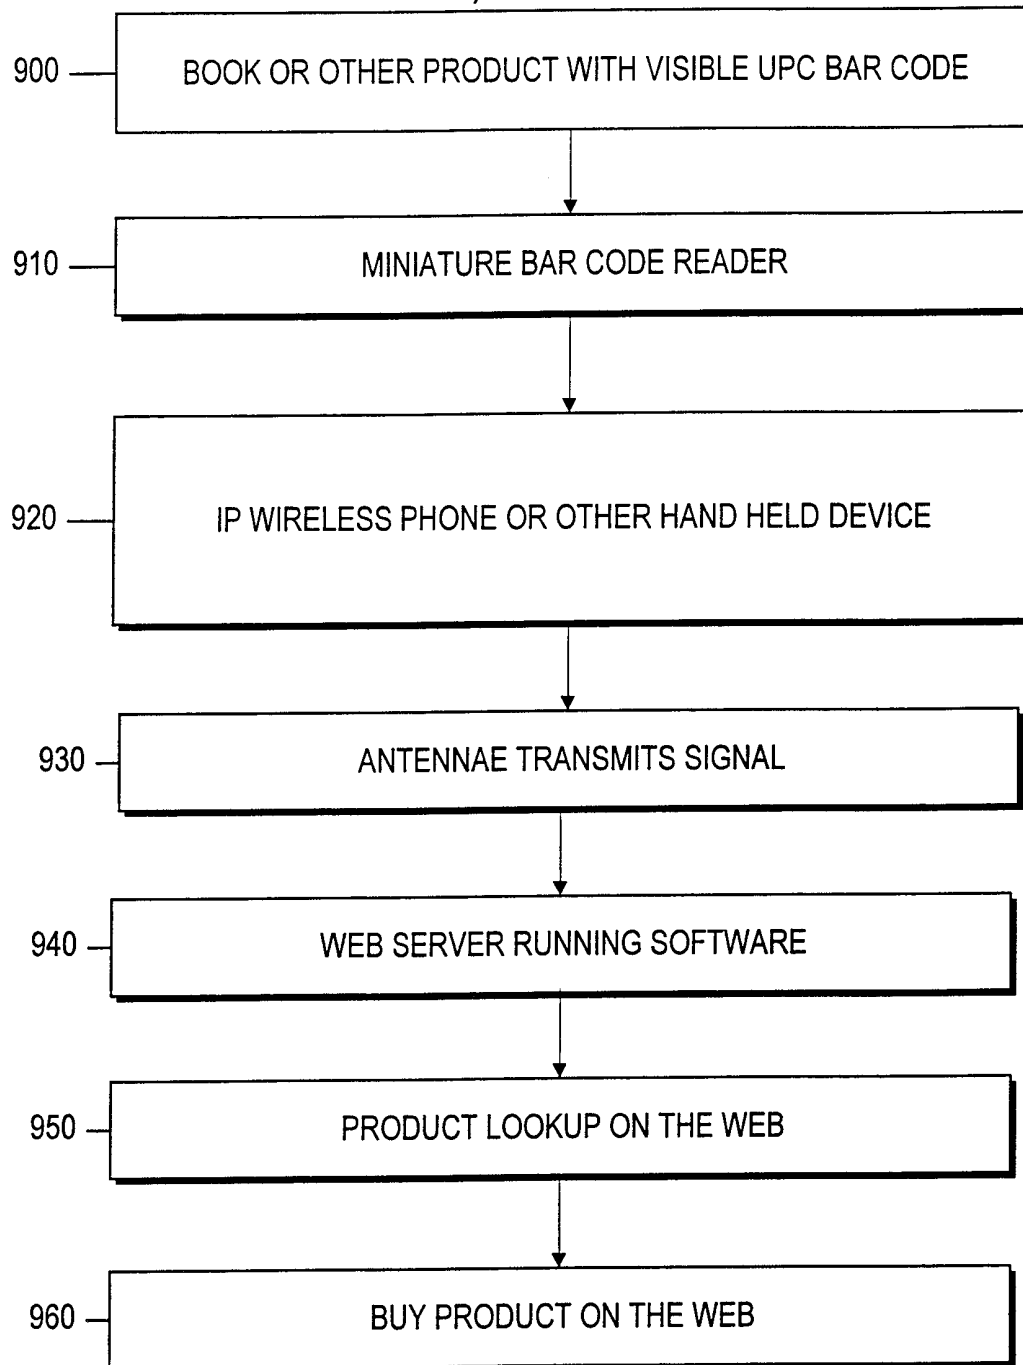 900 BOOK OR OTHER PRODUCT WITH VISIBLE UPC BAR CODE
910 MINIATURE BAR CODE READER
920 IP WIRELESS PHONE OR OTHER HAND HELD DEVICE
930 ANTENNAE TRANSMITS SIGNAL
940 WEB SERVER RUNNING SOFTWARE
950 PRODUCT LOOKUP ON THE WEB
960 BUY PRODUCT ON THE WEB